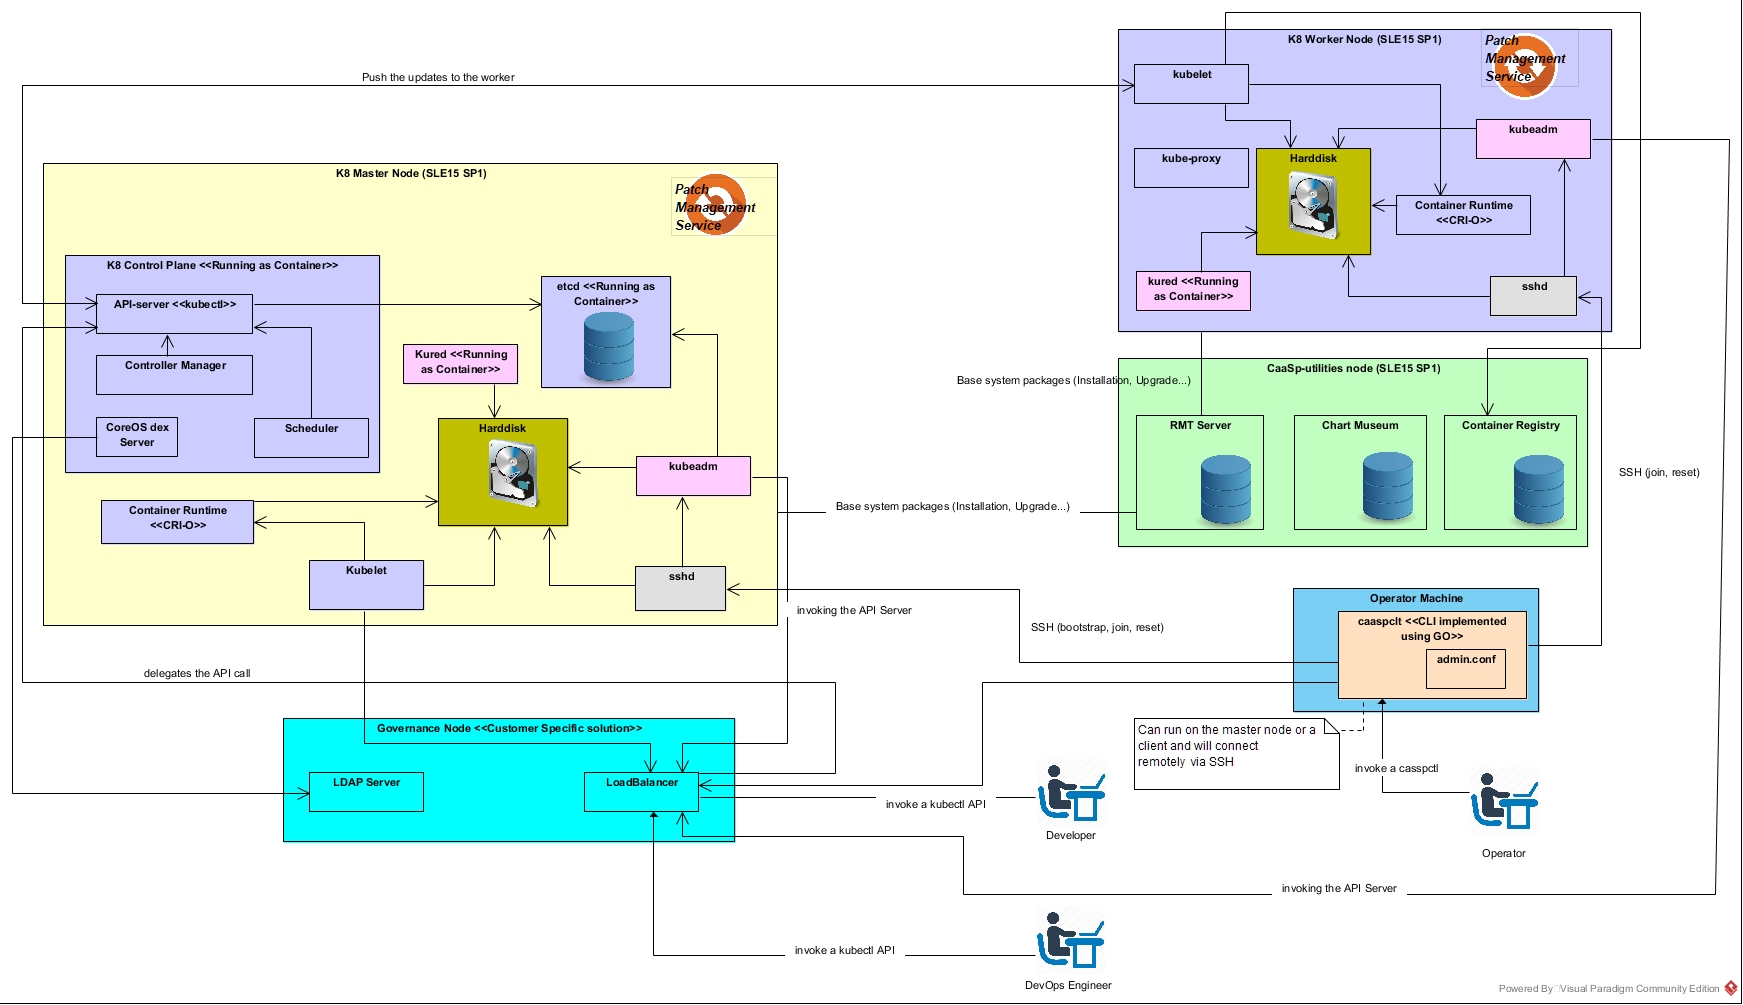 Push the updates to the worker
K8 Worker Node (SLE15 SP1)
Patch
Management
Service
kubelet
kubeadm
kube-proxy
Harddisk
Container Runtime
<<CRI-O>>
kured <<Running
as Container>>
sshd
K8 Master Node (SLE15 SP1)
Patch
Management
Service
K8 Control Plane <<Running as Container>>
API-server <<kubectl>>
Controller Manager
CoreOS dex
Server
Scheduler
etcd <<Running as
Container>>
Kured <<Running
as Container>>
Harddisk
kubeadm
Container Runtime
<<CRI-O>>
Kubelet
sshd
Base system packages (Installation, Upgrade...)
CaaSp-utilities node (SLE15 SP1)
RMT Server
Chart Museum
Container Registry
SSH (join, reset)
Base system packages (Installation, Upgrade...)
invoking the API Server
SSH (bootstrap, join, reset)
Operator Machine
caaspclt <<CLI implemented
using GO>>
admin.conf
delegates the API call
Governance Node <<Customer Specific solution>>
LDAP Server
LoadBalancer
Can run on the master node or a
client and will connect
remotely via SSH
invoke a casspctl
invoke a kubectl API
Developer
Operator
invoking the API Server
invoke a kubectl API
DevOps Engineer
Powered By Visual Paradigm Community Edition